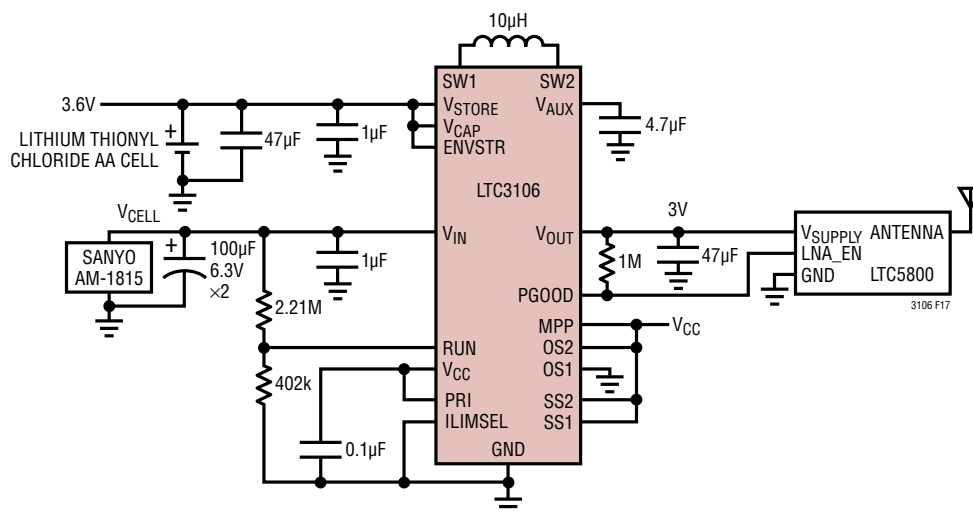 10µH
SW1
SW2
3.6V
VSTORE
VAUX
LITHIUM THIONYL
CHLORIDE AA CELL
+
47µF
1µF
VCAP
ENVSTR
4.7µF
LTC3106
VCELL
3V
SANYO
AM-1815
+
100µF
6.3V
×2
1µF
VIN
VOUT
1M
47µF
VSUPPLY
ANTENNA
LNA_EN
GND
LTC5800
3106 F17
2.21M
PGOOD
MPP
VCC
RUN
OS2
402k
VCC
OS1
PRI
SS2
ILIMSEL
SS1
0.1µF
GND